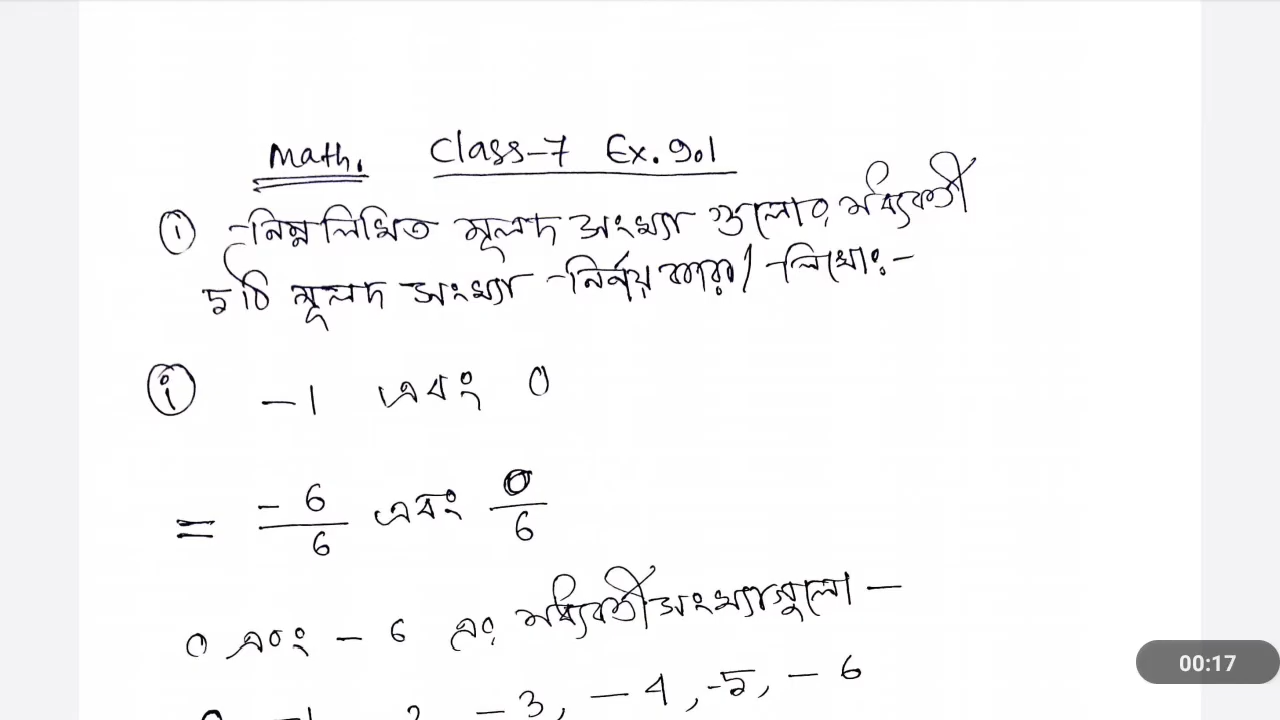 Math. Class-7 Ex. 9.1
① নিম্নলিখিত মূলদ সংখ্যা গুলোর মধ্যবর্তী
5টি মূলদ সংখ্যা নির্নয় করো/লিখো:-
ⓘ -1 এবং 0
= -6/6 এবং 0/6
0 এবং - 6 এর মধ্যবর্তী সংখ্যাগুলো —
- 3, - 4, -5, - 6
00:17